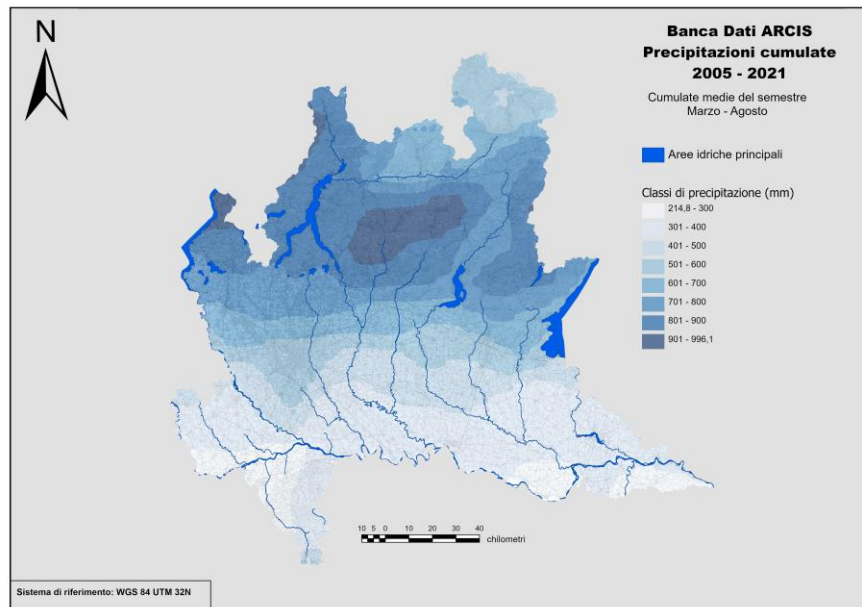 N
Banca Dati ARCIS
Precipitazioni cumulate
2005 - 2021
Cumulate medie del semestre
Marzo - Agosto
Aree idriche principali
Classi di precipitazione (mm)
214,8 - 300
301 - 400
401 - 500
501 - 600
601 - 700
701 - 800
801 - 900
901 - 996,1
10 5 0 10 20 30 40
chilometri
Sistema di riferimento: WGS 84 UTM 32N